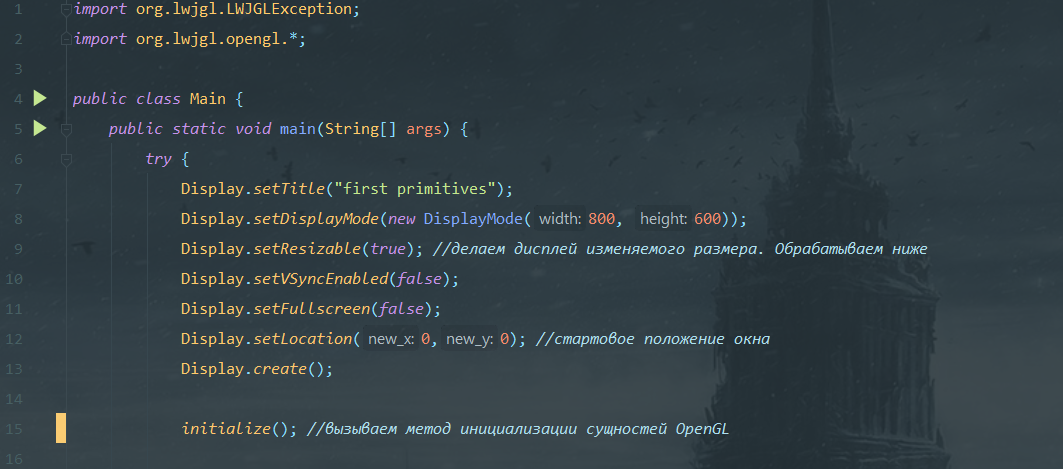 1 import org.lwjgl.LWJGLException;
2 import org.lwjgl.opengl.*;
3
4 public class Main {
5 public static void main(String[] args) {
6 try {
7 Display.setTitle("first primitives");
8 Display.setDisplayMode(new DisplayMode( width: 800, height: 600));
9 Display.setResizable(true); //делаем дисплей изменяемого размера. Обрабатываем ниже
10 Display.setVSyncEnabled(false);
11 Display.setFullscreen(false);
12 Display.setLocation( new_x: 0, new_y: 0); //стартовое положение окна
13 Display.create();
14
15 initialize(); //вызываем метод инициализации сущностей OpenGL
16